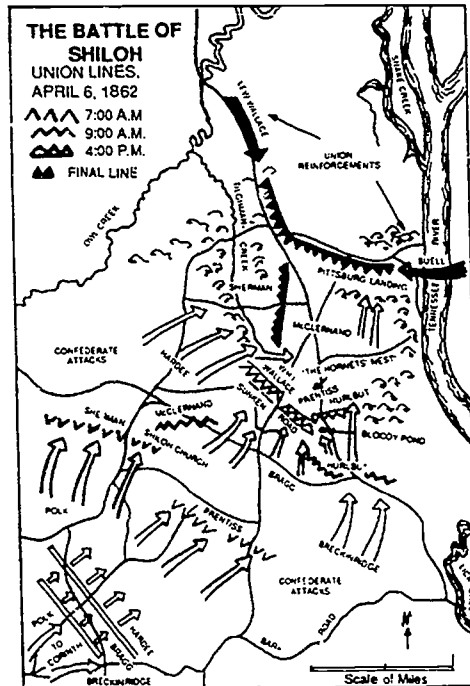 THE BATTLE OF
SHILOH
UNION LINES,
APRIL 6, 1862
7:00 A.M
9:00 A.M.
4:00 P.M.
FINAL LINE
LEW WALLACE
SNAKE CREEK
UNION
REINFORCEMENTS
OWL CREEK
TILGHMAN
CREEK
RIVER
BUELL
TENNESSEE
PITTSBURG LANDING
SHERMAN
MCCLERNAND
CONFEDERATE
ATTACKS
HARDEE
WALLACE
"THE HORNETS' NEST"
PRENTISS
HURLBUT
SUNKEN
ROAD
BLOODY POND
SHERMAN
MCCLERNAND
SHILOH CHURCH
HURLBUT
BRAGG
POLK
PRENTISS
BRECKINRIDGE
CONFEDERATE
ATTACKS
POLK
HARDEE
TO
CORINTH
BRAGG
ROAD
N
BRECKINRIDGE
Scale of Miles